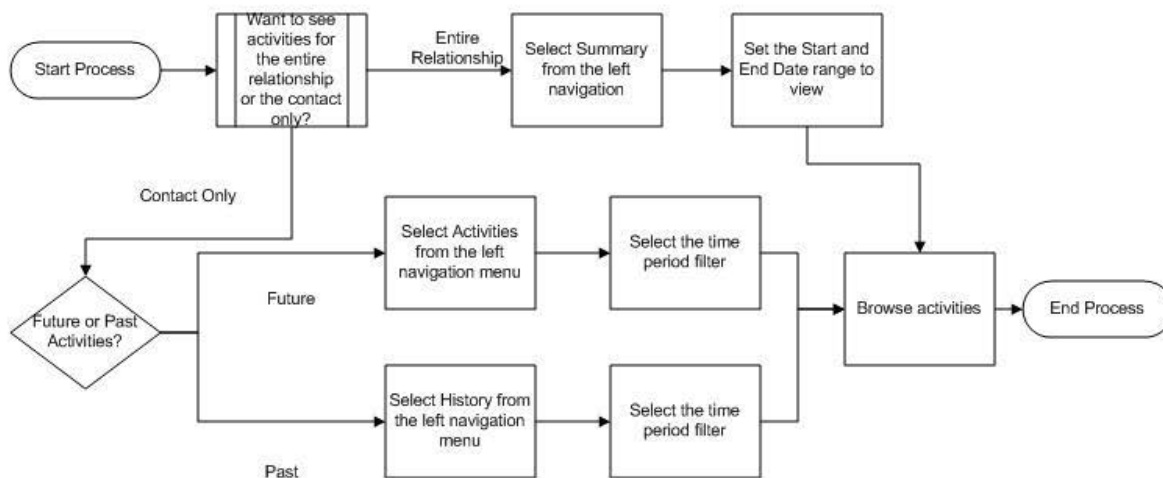 Start Process
Want to see
activities for
the entire
relationship
or the contact
only?
Entire
Relationship
Select Summary
from the left
navigation
Set the Start and
End Date range to
view
Contact Only
Future or Past
Activities?
Future
Select Activities
from the left
navigation menu
Select the time
period filter
Browse activities
End Process
Past
Select History from
the left navigation
menu
Select the time
period filter